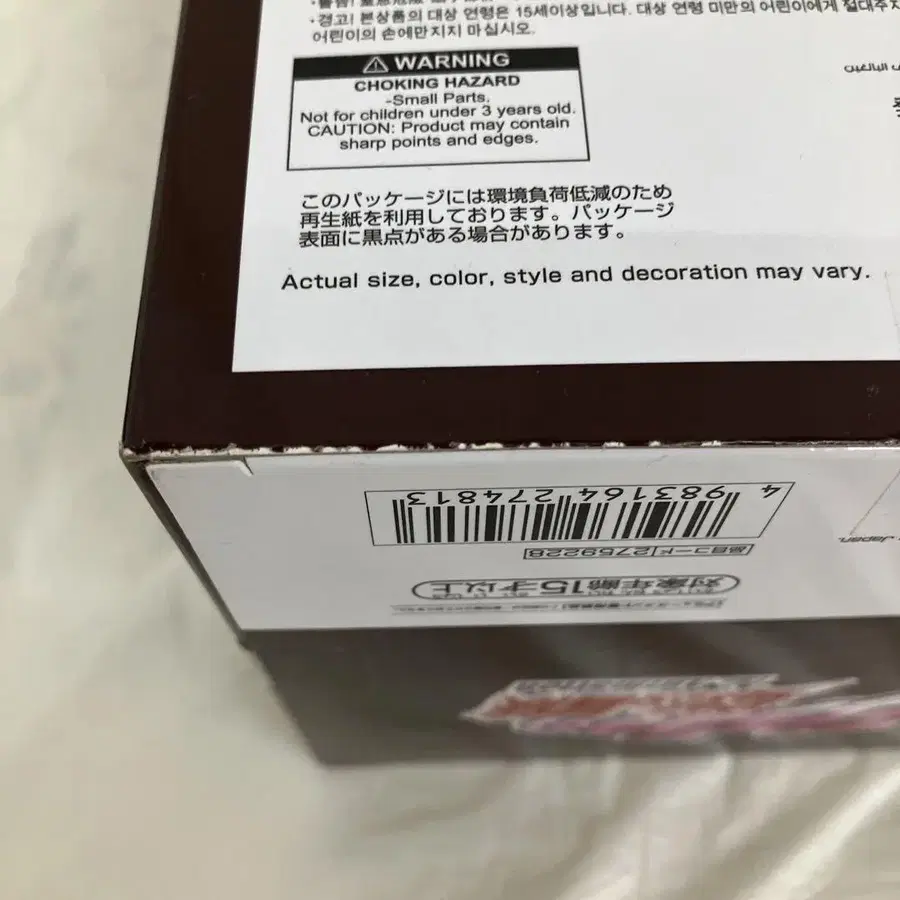 ·경고! 본상품의 대상 연령은 15세이상입니다. 대상 연령 미만의 어린이에게 절대주지
어린이의 손에만지지 마십시오.
WARNING
CHOKING HAZARD
-Small Parts.
Not for children under 3 years old.
CAUTION: Product may contain
sharp points and edges.
このパッケージには環境負荷低減のため
再生紙を利用しております。パッケージ
表面に黒点がある場合があります。
Actual size, color, style and decoration may vary.
4 983164 274813
品目コード 2759228
対象年齢15才以上